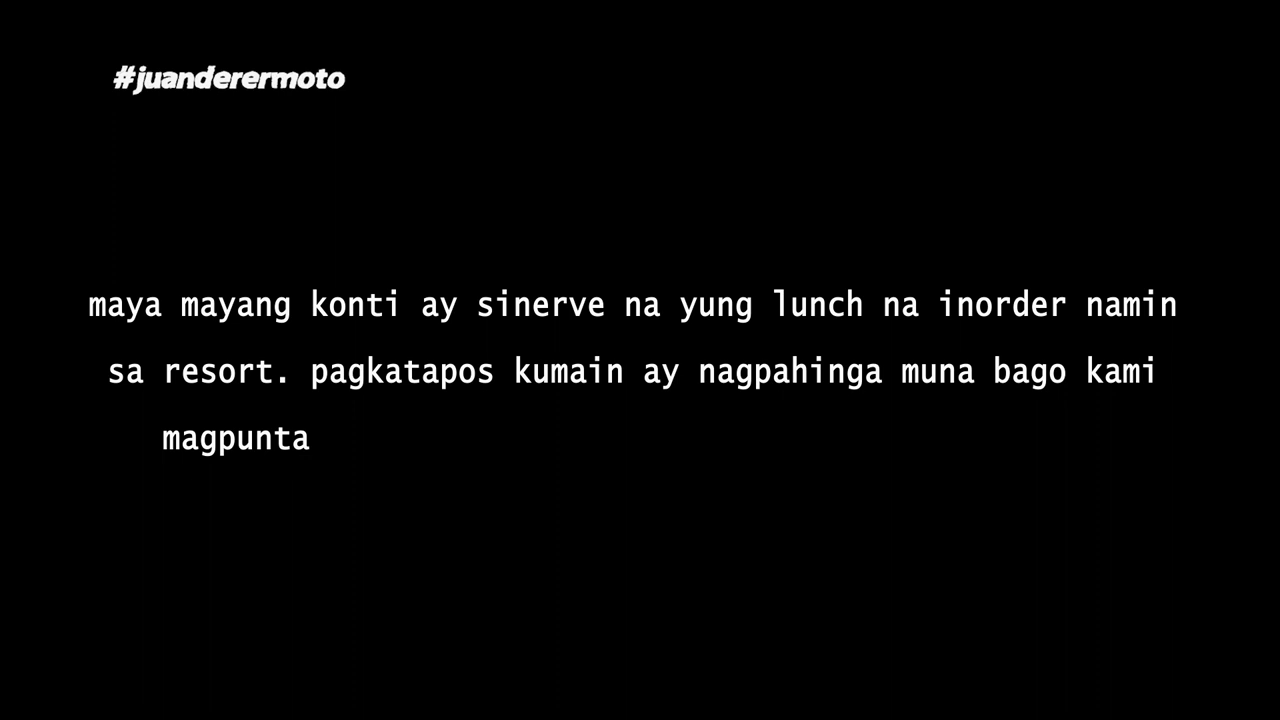 #juanderermoto
maya mayang konti ay sinerve na yung lunch na inorder namin
sa resort. pagkatapos kumain ay nagpahinga muna bago kami
magpunta